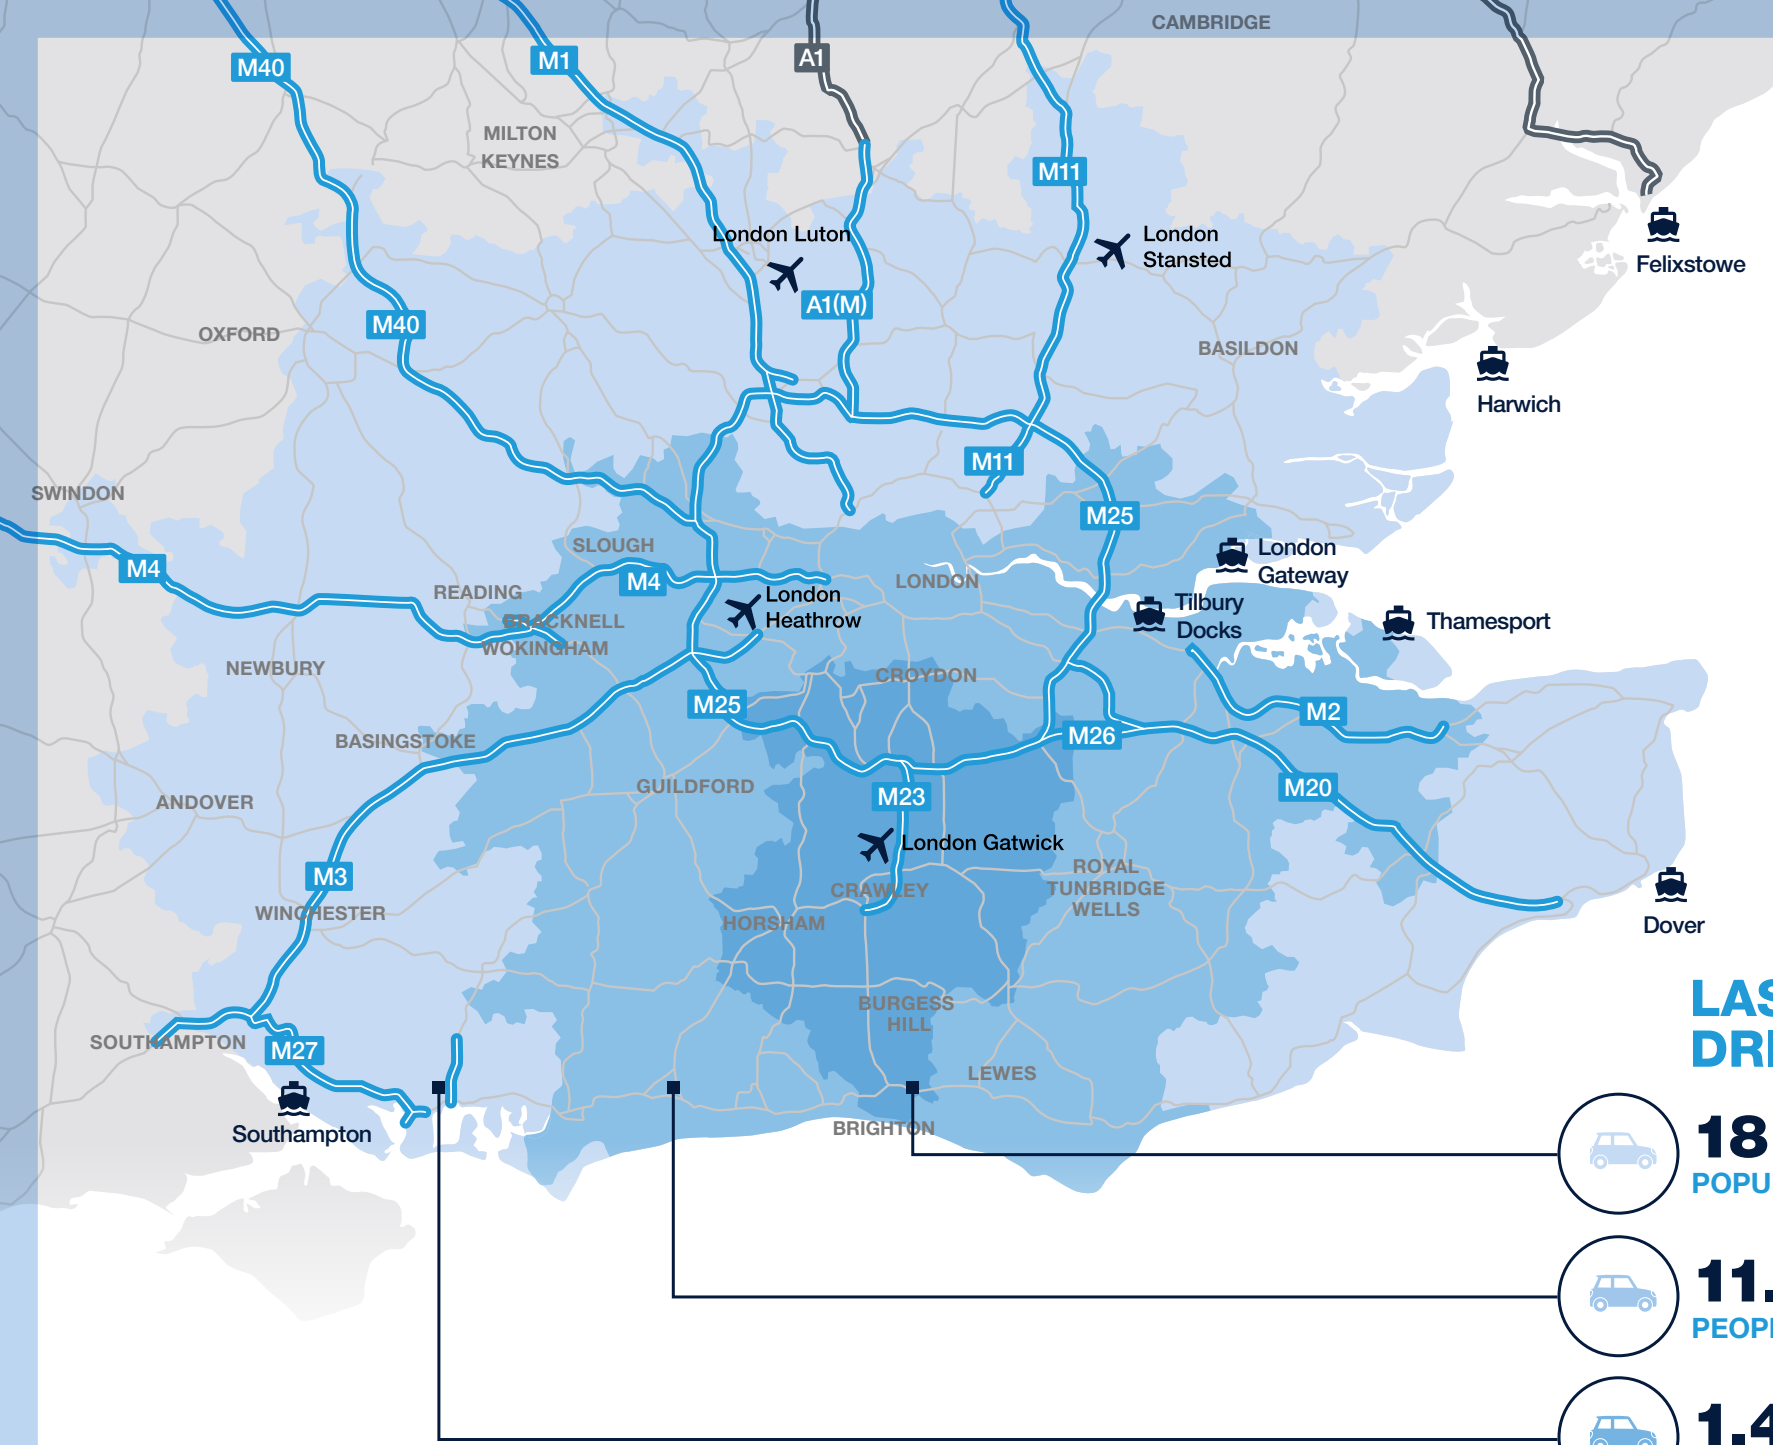 CAMBRIDGE
M40
M1
A1
MILTON
KEYNES
M11
London Luton
London
Stansted
Felixstowe
A1(M)
OXFORD
M40
BASILDON
Harwich
M11
SWINDON
M25
SLOUGH
London
Gateway
M4
M4
LONDON
READING
London
Heathrow
Tilbury
Docks
Thamesport
BRACKNELL
WOKINGHAM
NEWBURY
CROYDON
M25
M2
BASINGSTOKE
M26
GUILDFORD
M23
M20
ANDOVER
London Gatwick
M3
CRAWLEY
ROYAL
TUNBRIDGE
WELLS
WINCHESTER
HORSHAM
Dover
BURGESS
HILL
LAS
DRI
SOUTHAMPTON
M27
LEWES
Southampton
BRIGHTON
18
POPU
11.
PEOP
1.4